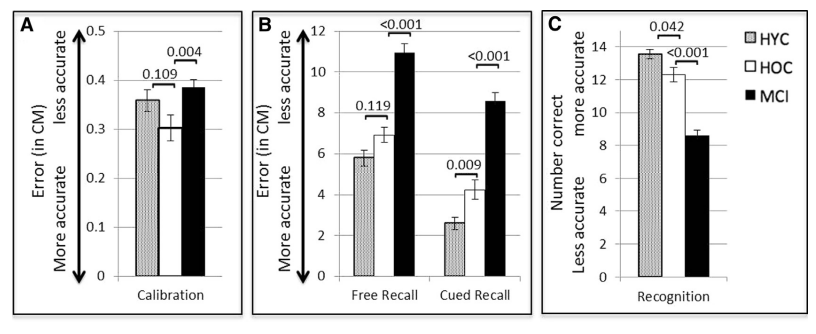 A
Error (in CM)
More accurate
less accurate
0.5
0.4
0.3
0.2
0.1
0
0.109
0.004
Calibration
B
Error (in CM)
More accurate
less accurate
12
10
8
6
4
2
0
0.119
<0.001
0.009
<0.001
Free Recall
Cued Recall
C
Number correct
Less accurate
more accurate
14
12
10
8
6
4
2
0
0.042
<0.001
Recognition
HYC
HOC
MCI